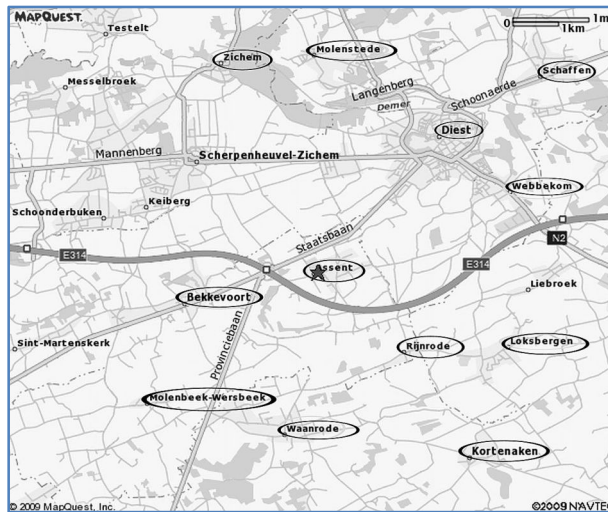 MAPQUEST.
0 1m
1km
Testelt
Zichem
Molenstede
Schaffen
Messelbroek
Langenberg
Schoonaerde
Demer
Diest
Mannenberg
Scherpenheuvel-Zichem
Webbekom
Keiberg
Schoonderbuken
Staatsbaan
N2
E314
Assent
E314
Liebroek
Bekkevoort
Sint-Martenskerk
Provinciebaan
Rijnrode
Loksbergen
Molenbeek-Wersbeek
Waanrode
Kortenaken
© 2009 MapQuest, Inc.
©2009 NAVTE